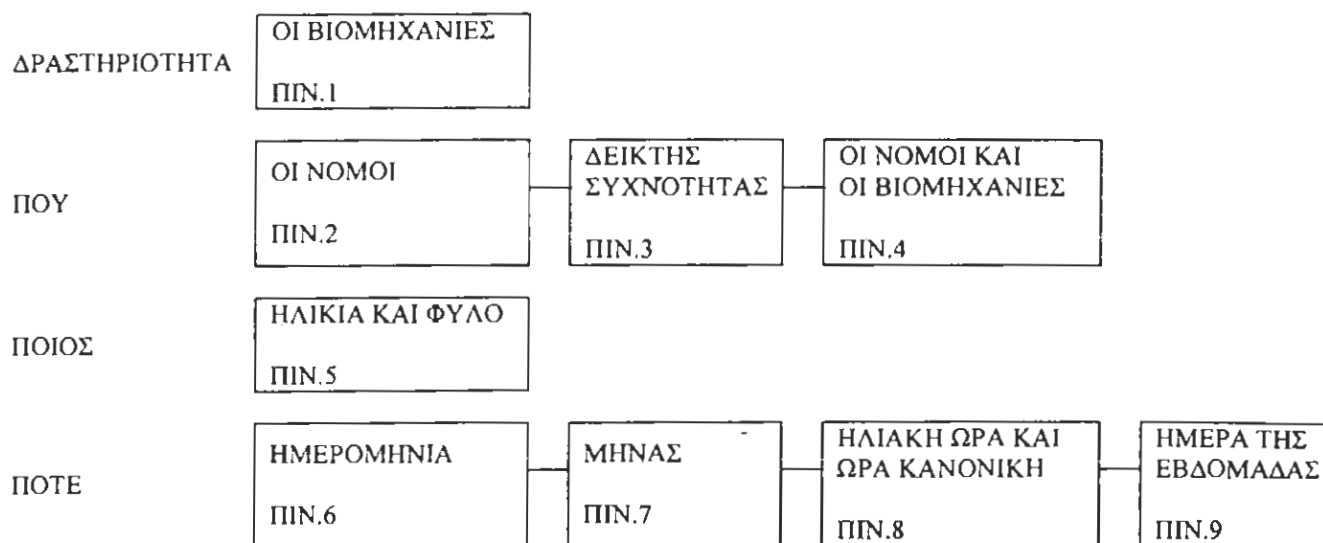 ΔΡΑΣΤΗΡΙΟΤΗΤΑ
ΟΙ ΒΙΟΜΗΧΑΝΙΕΣ
ΠΙΝ.1
ΠΟΥ
ΟΙ ΝΟΜΟΙ
ΠΙΝ.2
ΔΕΙΚΤΗΣ
ΣΥΧΝΟΤΗΤΑΣ
ΠΙΝ.3
ΟΙ ΝΟΜΟΙ ΚΑΙ
ΟΙ ΒΙΟΜΗΧΑΝΙΕΣ
ΠΙΝ.4
ΠΟΙΟΣ
ΗΛΙΚΙΑ ΚΑΙ ΦΥΛΟ
ΠΙΝ.5
ΠΟΤΕ
ΗΜΕΡΟΜΗΝΙΑ
ΠΙΝ.6
ΜΗΝΑΣ
ΠΙΝ.7
ΗΛΙΑΚΗ ΩΡΑ ΚΑΙ
ΩΡΑ ΚΑΝΟΝΙΚΗ
ΠΙΝ.8
ΗΜΕΡΑ ΤΗΣ
ΕΒΔΟΜΑΔΑΣ
ΠΙΝ.9